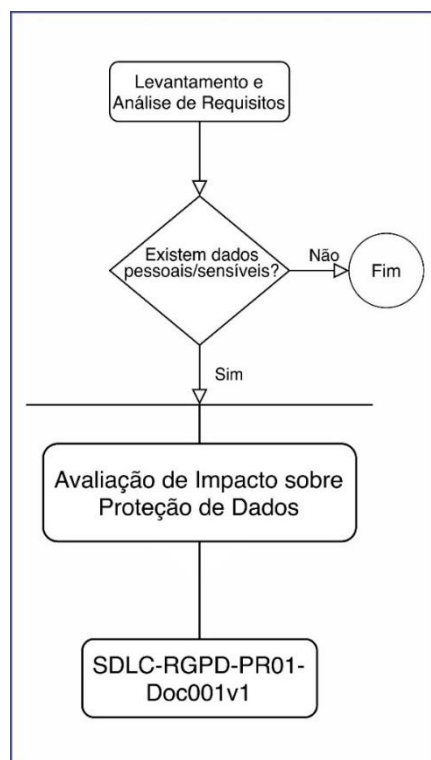 Levantamento e
Análise de Requisitos
Existem dados
pessoais/sensíveis?
Não
Fim
Sim
Avaliação de Impacto sobre
Proteção de Dados
SDLC-RGPD-PR01-
Doc001v1